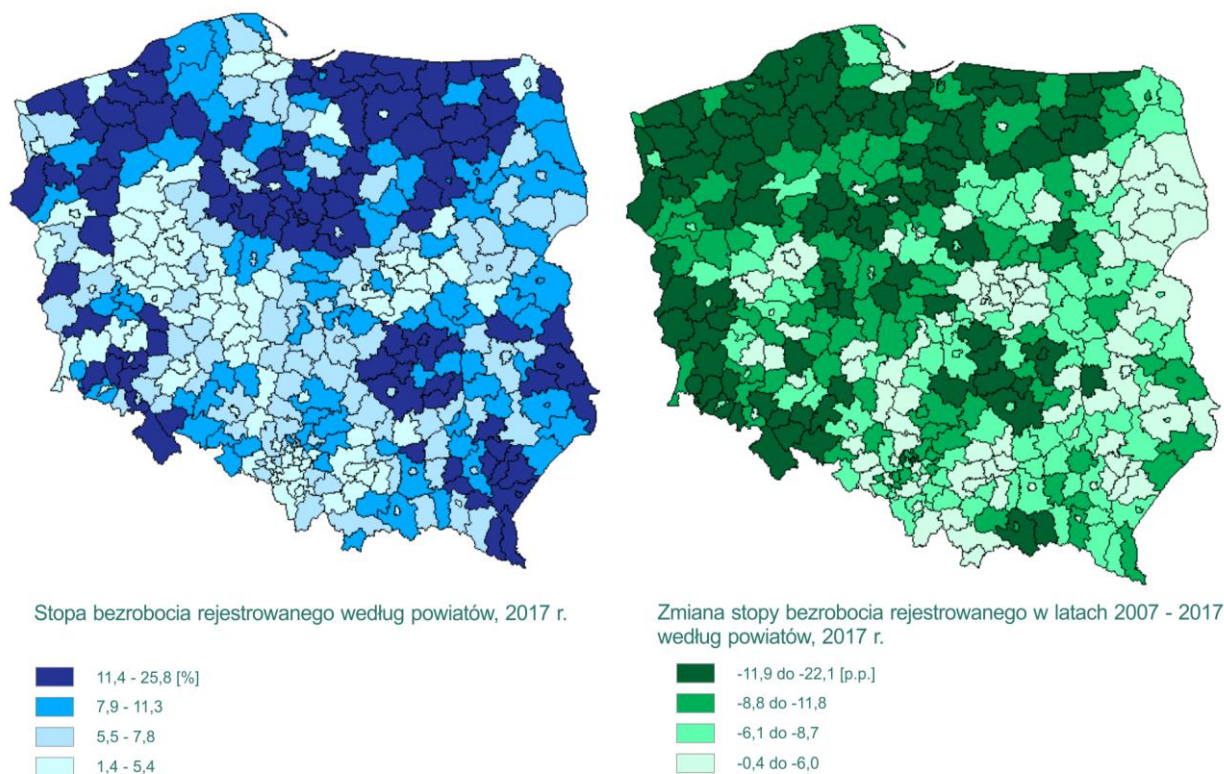 Stopa bezrobocia rejestrowanego według powiatów, 2017 r.
11,4 - 25,8 [%]
7,9 - 11,3
5,5 - 7,8
1,4 - 5,4
Zmiana stopy bezrobocia rejestrowanego w latach 2007 - 2017
według powiatów, 2017 r.
-11,9 do -22,1 [p.p.]
-8,8 do -11,8
-6,1 do -8,7
-0,4 do -6,0